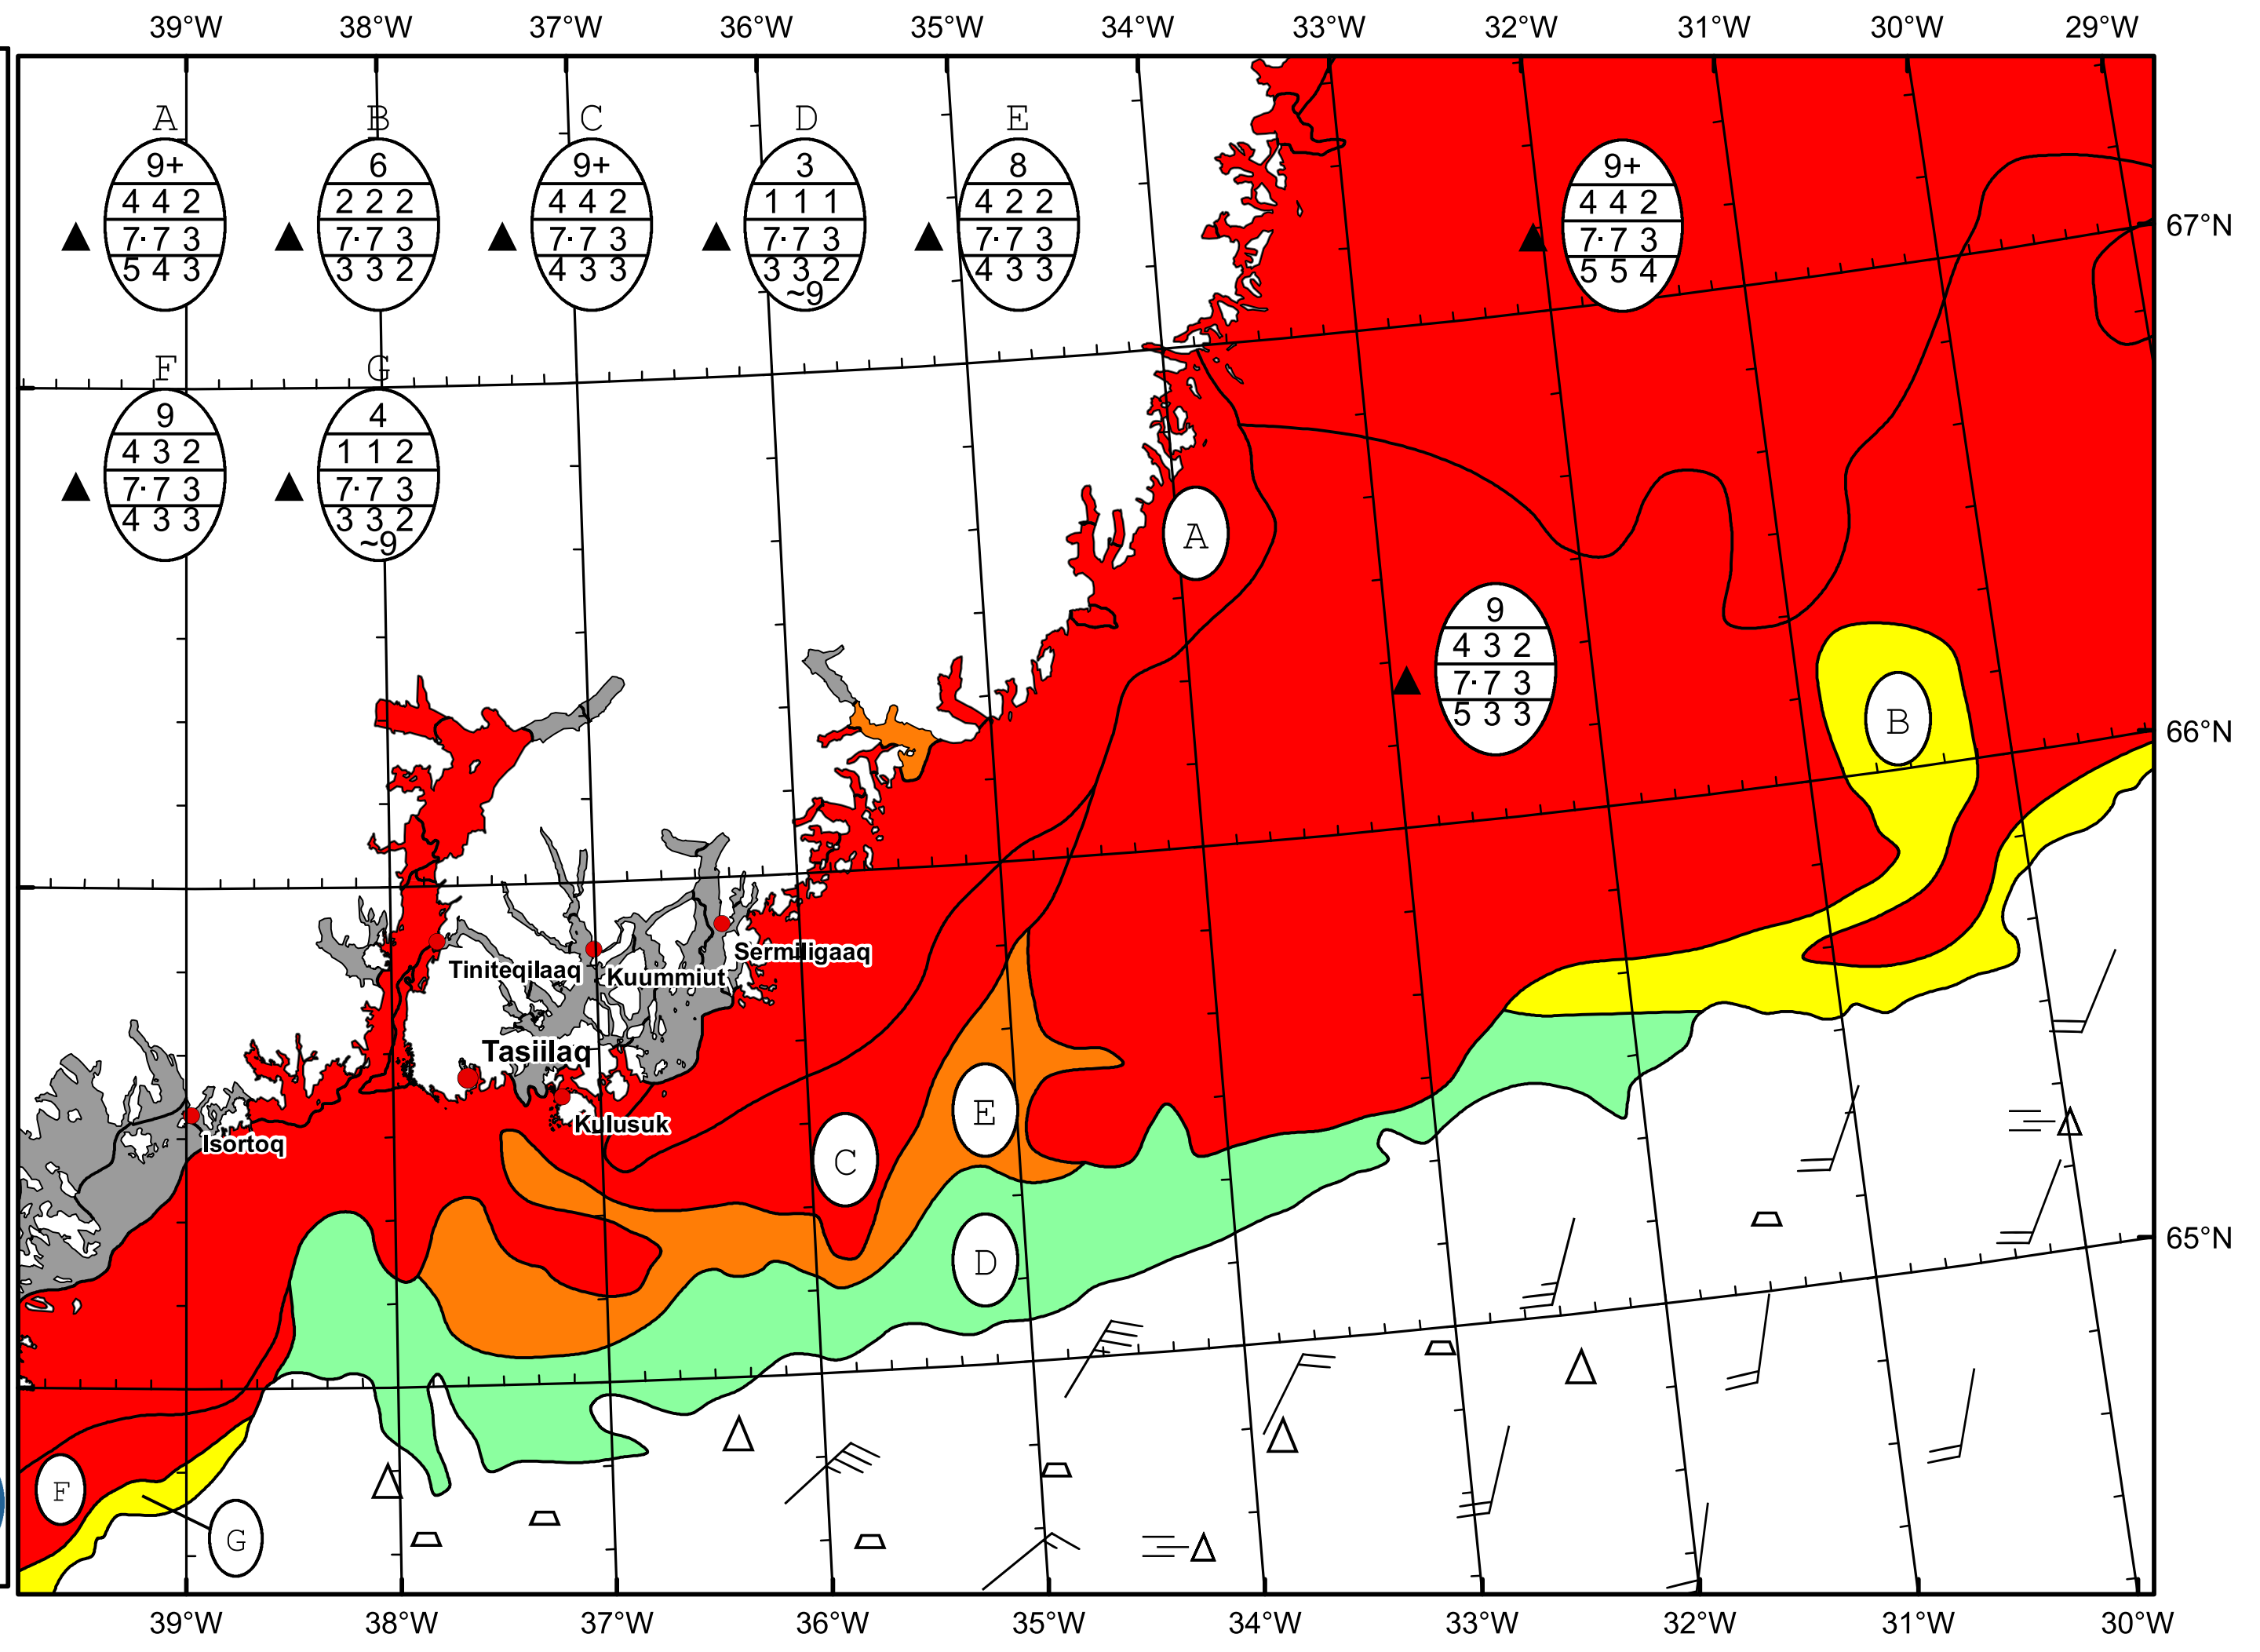 39°W 38°W 37°W 36°W 35°W 34°W 33°W 32°W 31°W 30°W 29°W
A B C D E
9+ 6 9+ 3 8 9+
4 4 2 2 2 2 4 4 2 1 1 1 4 2 2 4 4 2
7· 7 3 7· 7 3 7· 7 3 7· 7 3 7· 7 3 7· 7 3
5 4 3 3 3 2 4 3 3 3 3 2 4 3 3 5 5 4
~9
67°N
F G
9 4
4 3 2 1 1 2
7· 7 3 7· 7 3
4 3 3 3 3 2
~9
A
9
4 3 2
7· 7 3
5 3 3
B
66°N
Sermiligaaq
Tiniteqilaaq
Kuummiut
Tasiilaq
Kulusuk
Isortoq
E
C
D
65°N
F
G
39°W 38°W 37°W 36°W 35°W 34°W 33°W 32°W 31°W 30°W